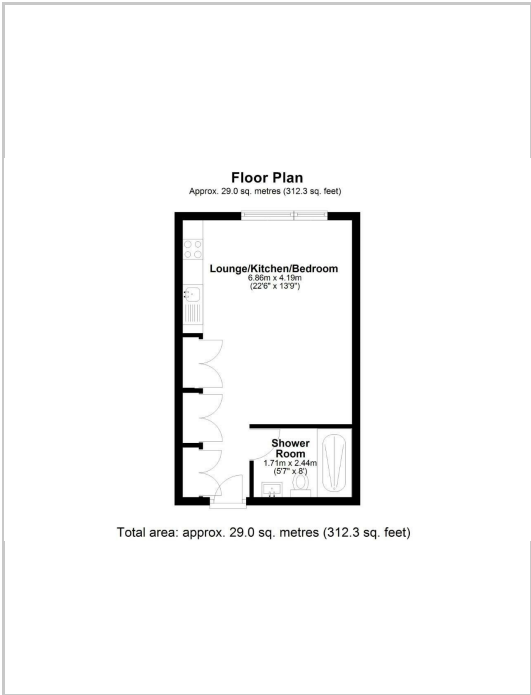 Floor Plan
Approx. 29.0 sq. metres (312.3 sq. feet)
Lounge/Kitchen/Bedroom
6.86m x 4.19m
(22'6" x 13'9")
Shower
Room
1.71m x 2.44m
(5'7" x 8')
Total area: approx. 29.0 sq. metres (312.3 sq. feet)